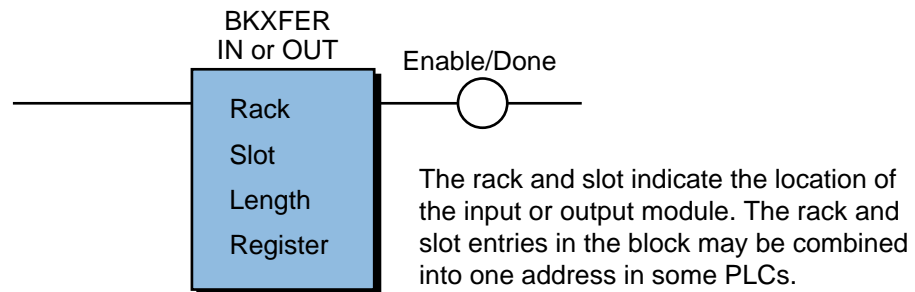 BKXFER
IN or OUT
Enable/Done
Rack
Slot
Length
Register
The rack and slot indicate the location of
the input or output module. The rack and
slot entries in the block may be combined
into one address in some PLCs.